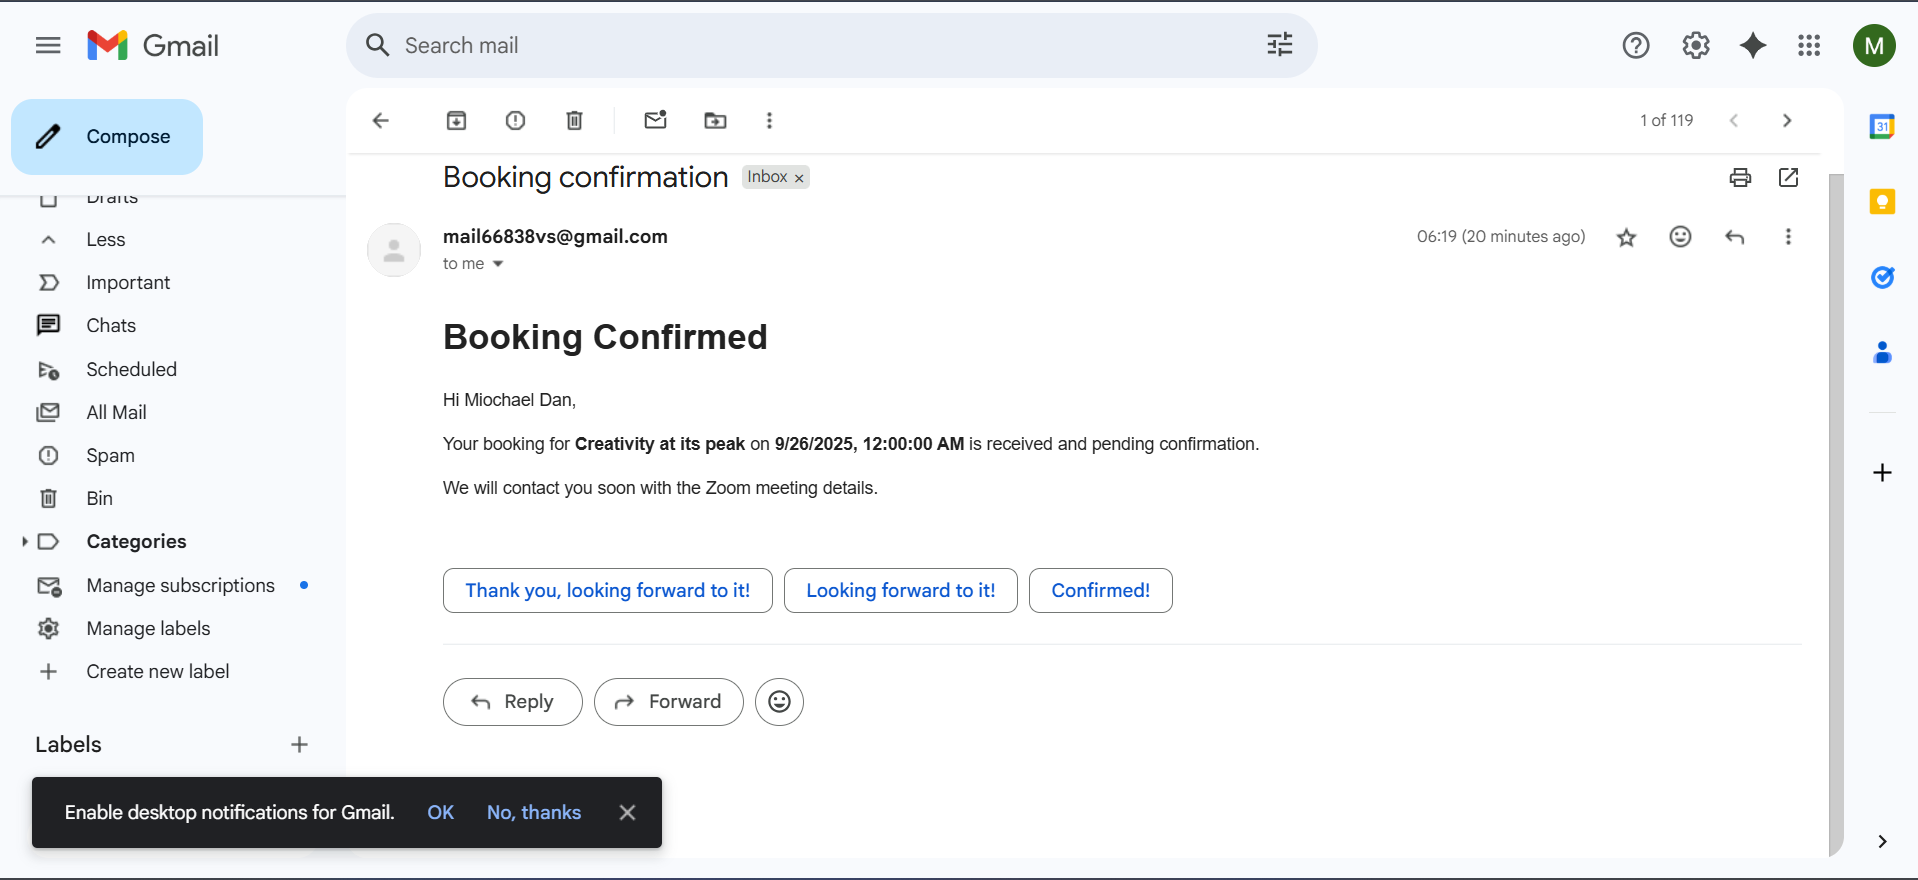 Gmail
Search mail
M
Compose
1 of 119
Drafts
Less
Important
Chats
Scheduled
All Mail
Spam
Bin
Categories
Manage subscriptions
Manage labels
Create new label
Labels
Booking confirmation Inbox ×
mail66838vs@gmail.com 06:19 (20 minutes ago)
to me
Booking Confirmed
Hi Miochael Dan,
Your booking for Creativity at its peak on 9/26/2025, 12:00:00 AM is received and pending confirmation.
We will contact you soon with the Zoom meeting details.
Thank you, looking forward to it! Looking forward to it! Confirmed!
Reply Forward
Enable desktop notifications for Gmail. OK No, thanks
31